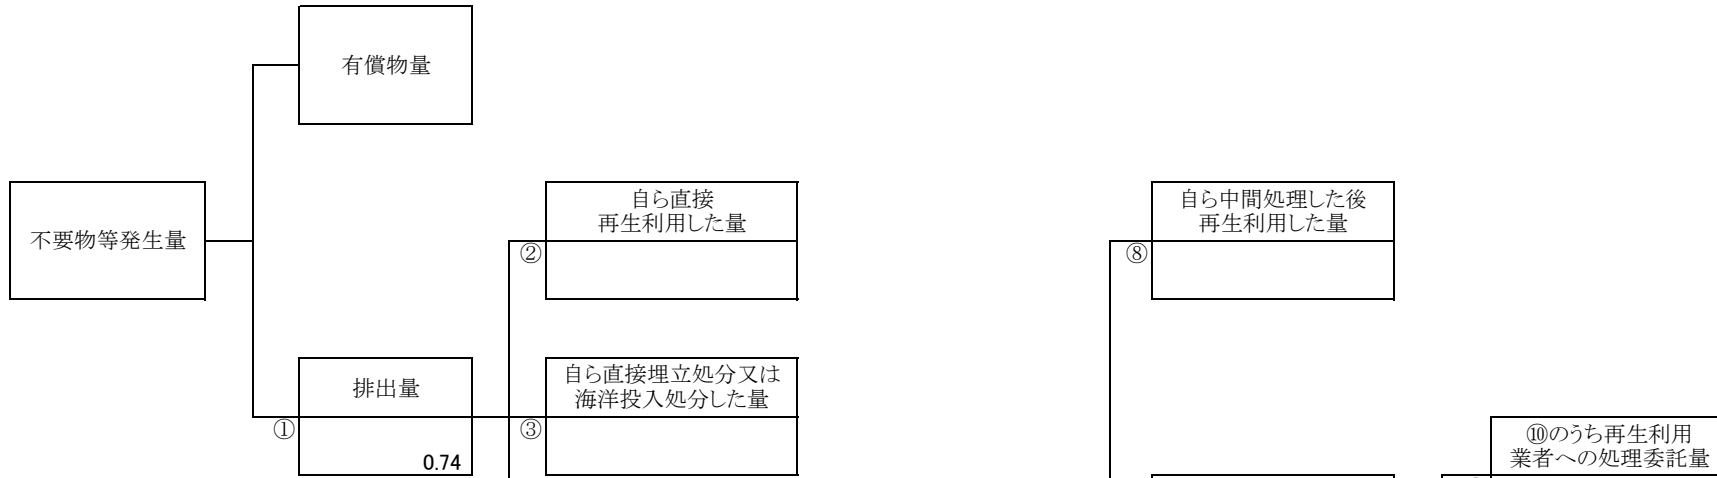 有償物量
不要物等発生量
自ら直接
再生利用した量
②
自ら中間処理した後
再生利用した量
⑧
排出量
①
0.74
自ら直接埋立処分又は
海洋投入処分した量
③
⑩のうち再生利用
業者への処理委託量